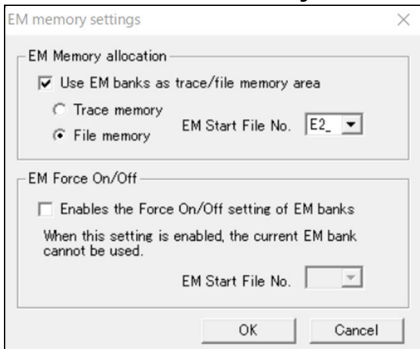 EM memory settings
EM Memory allocation
Use EM banks as trace/file memory area
Trace memory
File memory
EM Start File No.
E2_
EM Force On/Off
Enables the Force On/Off setting of EM banks
When this setting is enabled, the current EM bank
cannot be used.
EM Start File No.
OK
Cancel